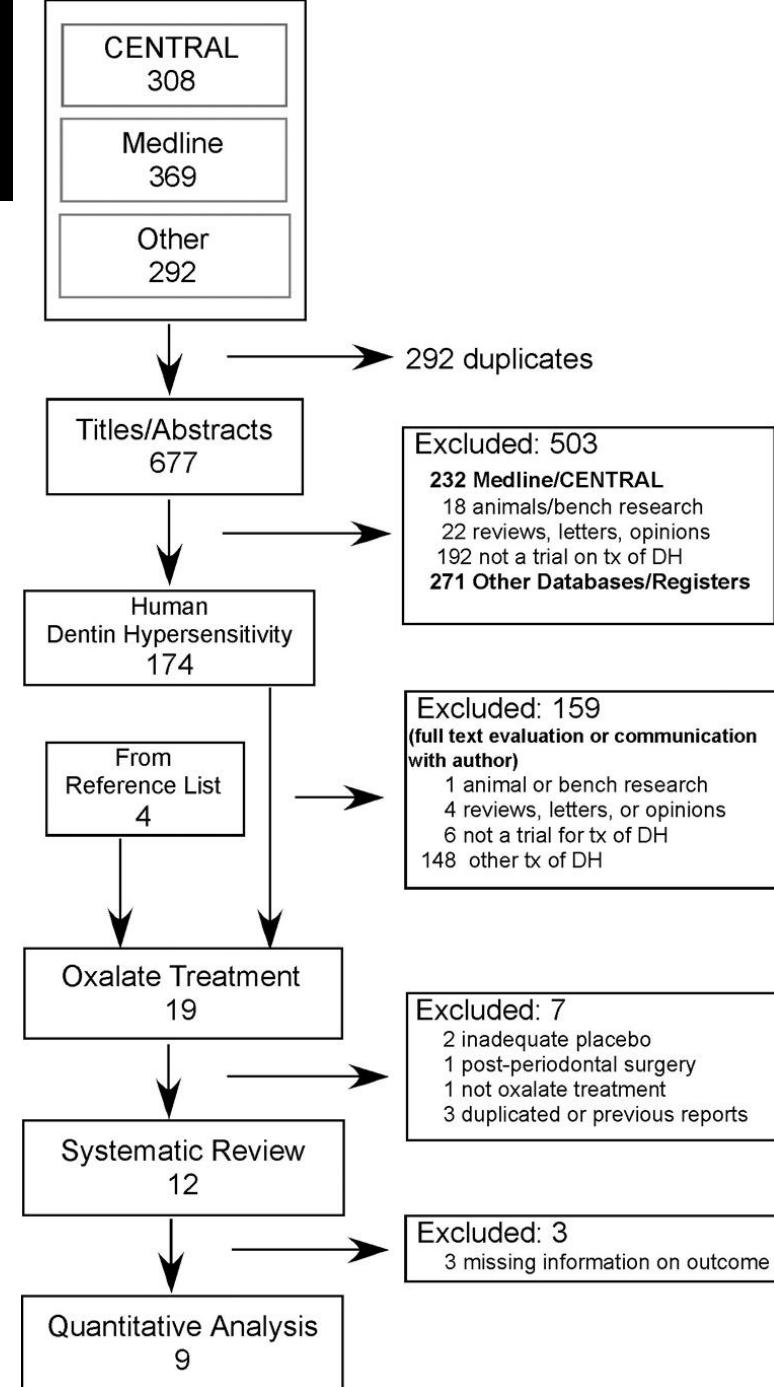 CENTRAL
308
Medline
369
Other
292
292 duplicates
Titles/Abstracts
677
Excluded: 503
232 Medline/CENTRAL
18 animals/bench research
22 reviews, letters, opinions
192 not a trial on tx of DH
271 Other Databases/Registers
Human
Dentin Hypersensitivity
174
Excluded: 159
(full text evaluation or communication
with author)
1 animal or bench research
4 reviews, letters, or opinions
6 not a trial for tx of DH
148 other tx of DH
From
Reference List
4
Oxalate Treatment
19
Excluded: 7
2 inadequate placebo
1 post-periodontal surgery
1 not oxalate treatment
3 duplicated or previous reports
Systematic Review
12
Excluded: 3
3 missing information on outcome
Quantitative Analysis
9